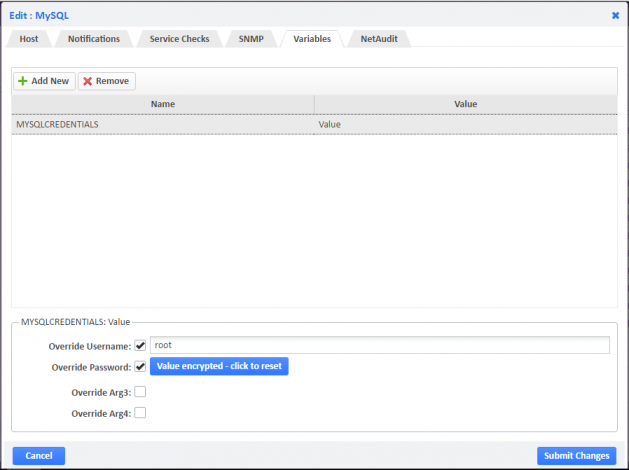 Edit : MySQL
Host Notifications Service Checks SNMP Variables NetAudit
Add New Remove
Name Value
MYSQLCREDENTIALS Value
MYSQLCREDENTIALS: Value
Override Username: root
Override Password: Value encrypted - click to reset
Override Arg3:
Override Arg4:
Cancel Submit Changes